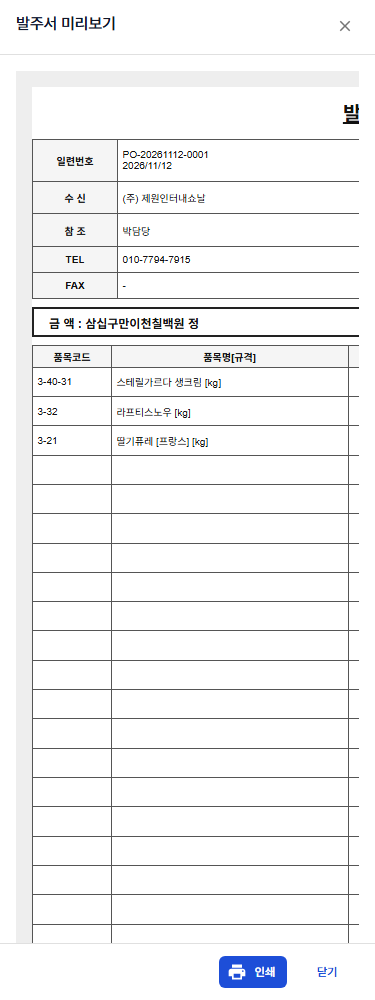 발주서 미리보기
발
일련번호
PO-20261112-0001
2026/11/12
수 신
(주) 제원인터내쇼날
참 조
박담당
TEL
010-7794-7915
FAX
-
금 액 : 삼십구만이천칠백원 정
품목코드 품목명[규격]
3-40-31 스테릴가르다 생크림 [kg]
3-32 라프티스노우 [kg]
3-21 딸기퓨레 [프랑스] [kg]
인쇄 닫기